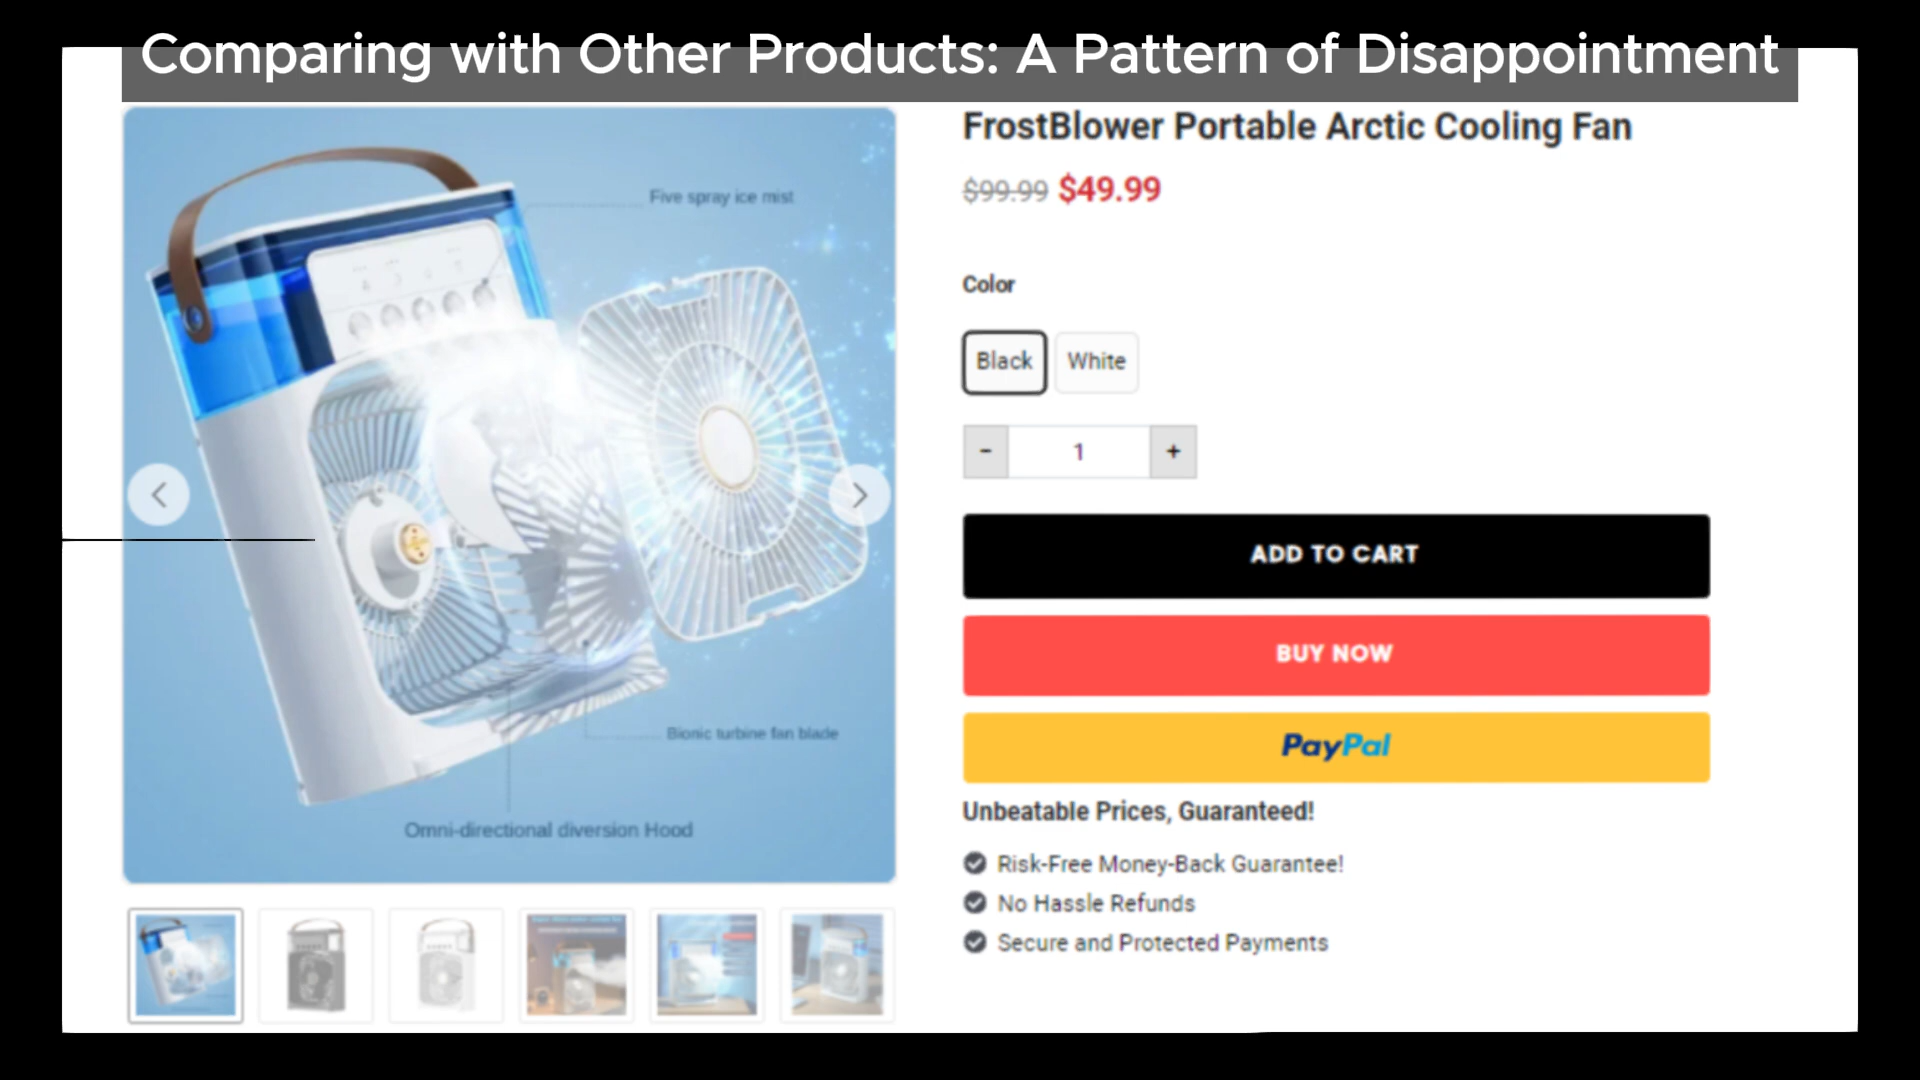 Comparing with Other Products: A Pattern of Disappointment
FrostBlower Portable Arctic Cooling Fan
$99.99 $49.99
Five spray ice mist
Color
Black White
- 1 +
ADD TO CART
BUY NOW
Bionic turbine fan blade
PayPal
Omni-directional diversion Hood
Unbeatable Prices, Guaranteed!
Risk-Free Money-Back Guarantee!
No Hassle Refunds
Secure and Protected Payments